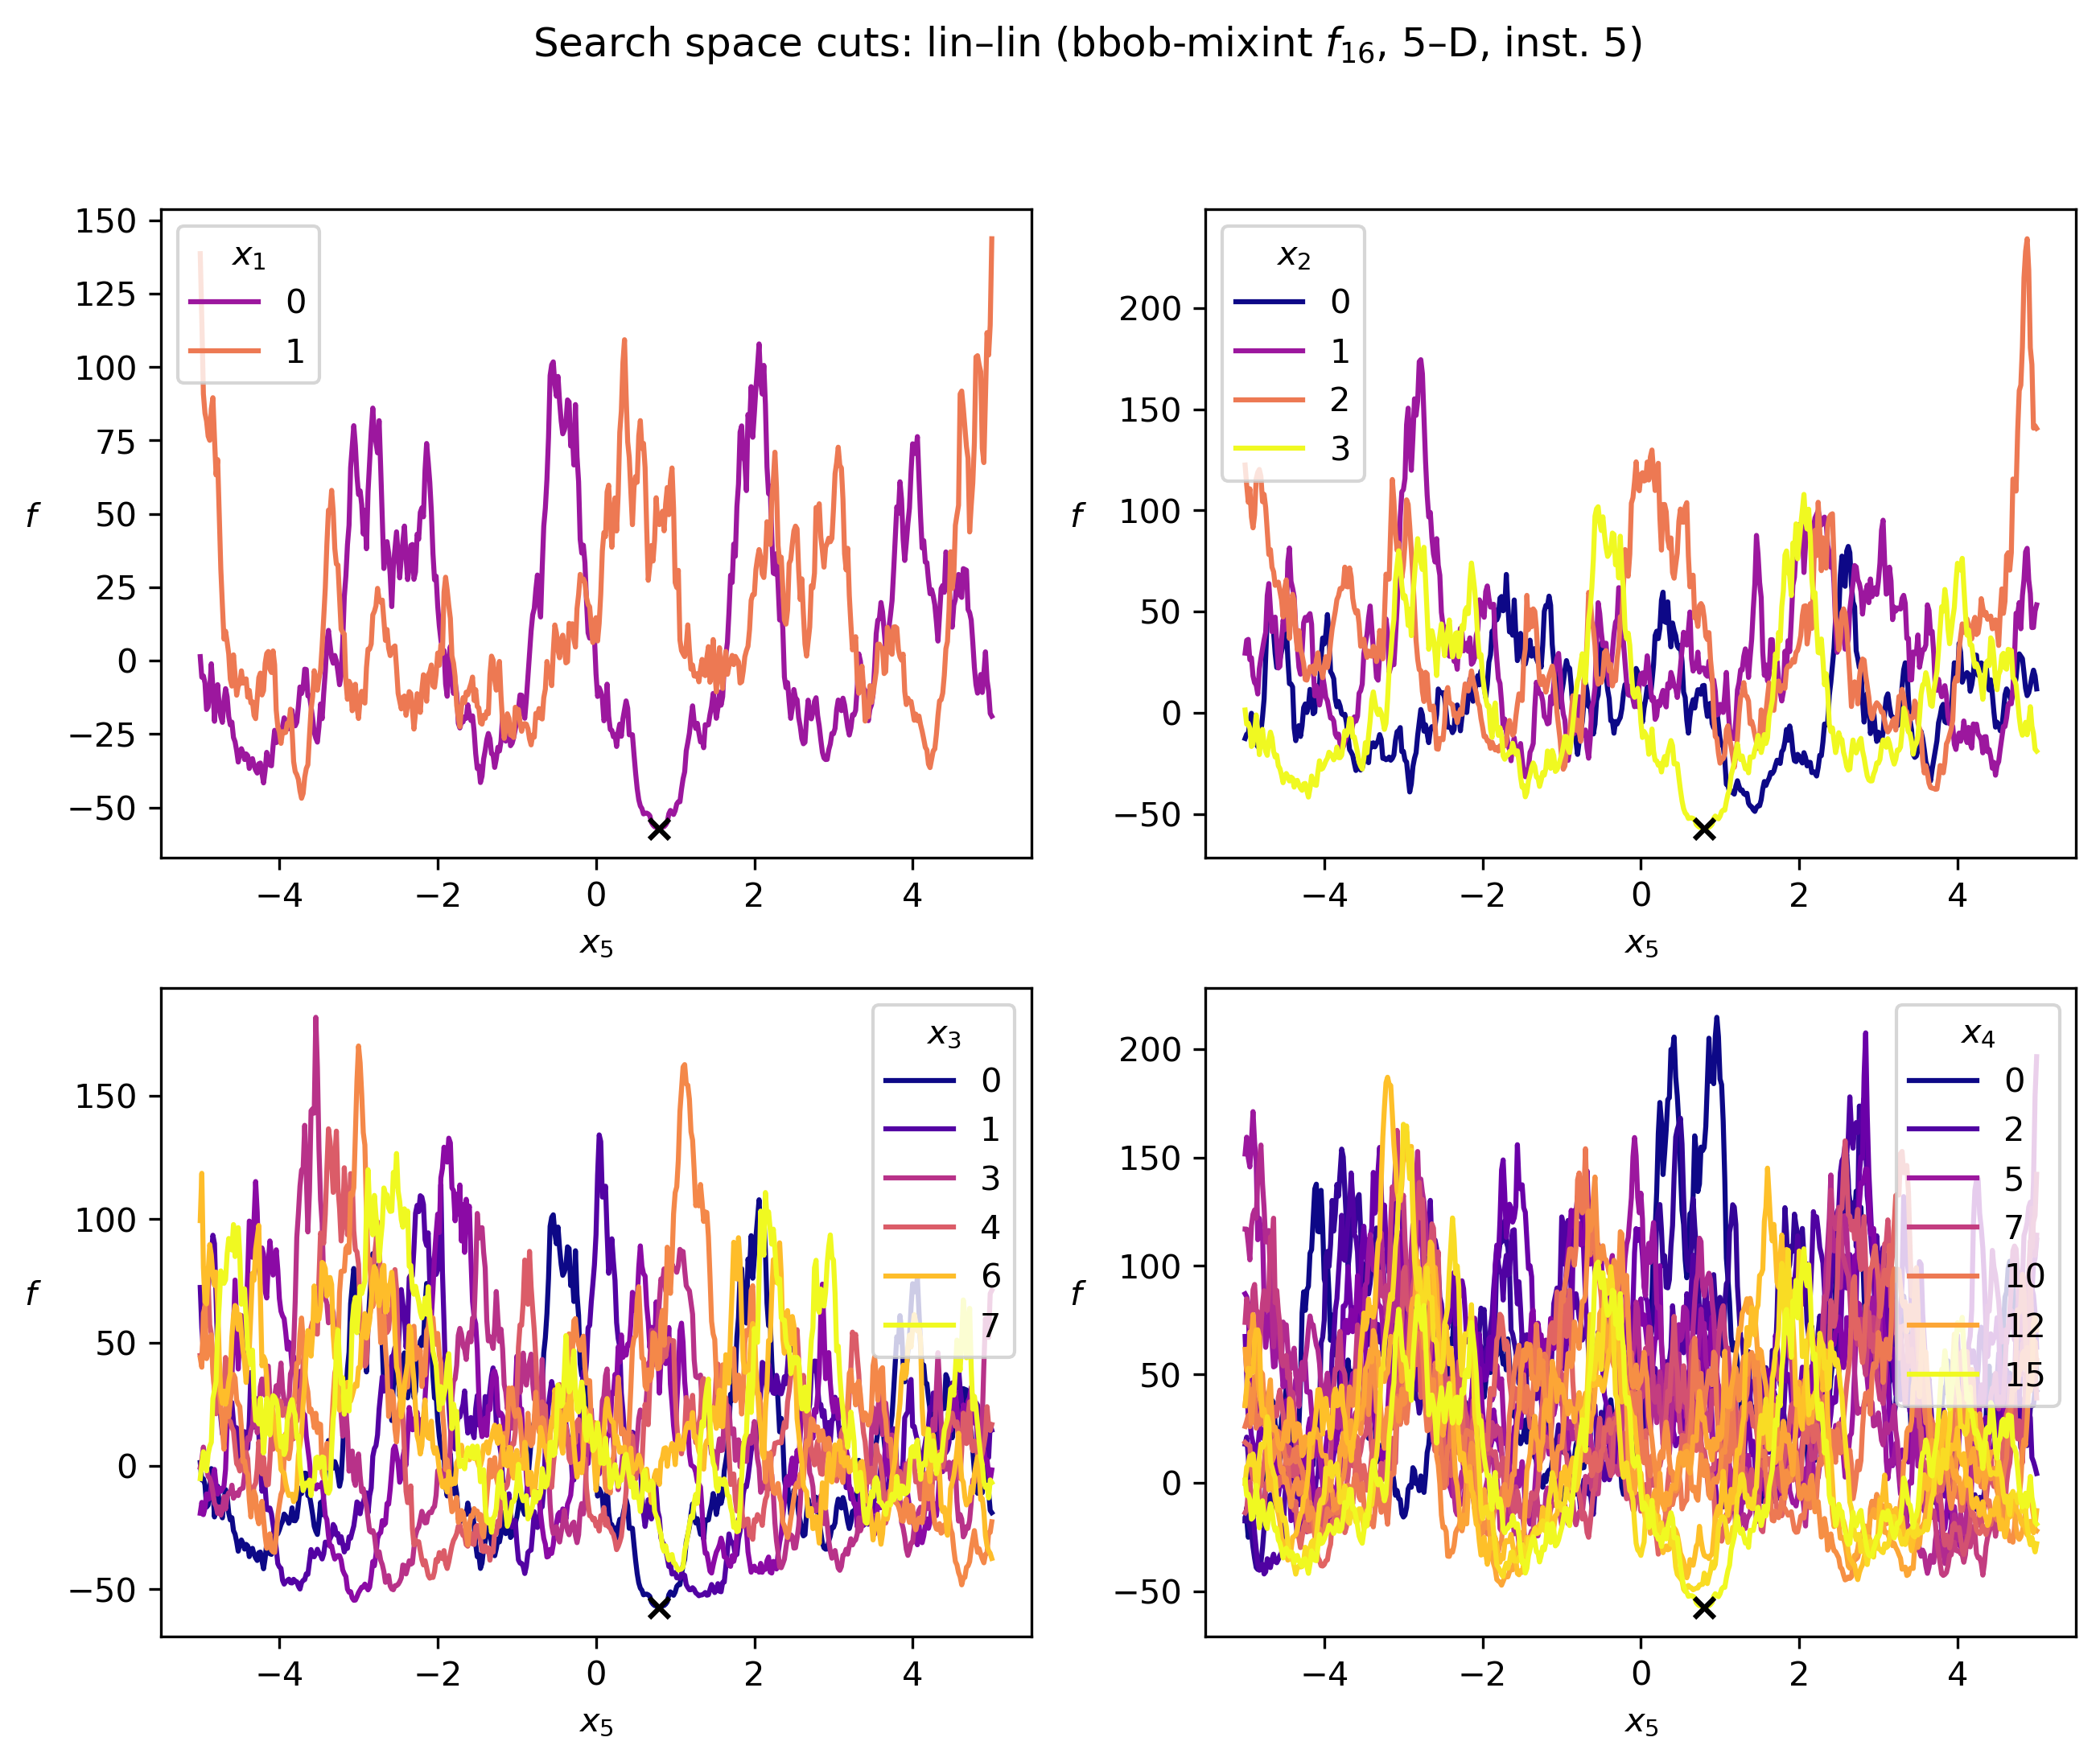 Search space cuts: lin–lin (bbob-mixint f₁₆, 5–D, inst. 5)
150
125
100
75
50
25
0
−25
−50
f
x₁
0
1
−4 −2 0 2 4
x₅
200
150
100
50
0
−50
f
x₂
0
1
2
3
−4 −2 0 2 4
x₅
150
100
50
0
−50
f
x₃
0
1
3
4
6
7
−4 −2 0 2 4
x₅
200
150
100
50
0
−50
f
x₄
0
2
5
7
10
12
15
−4 −2 0 2 4
x₅